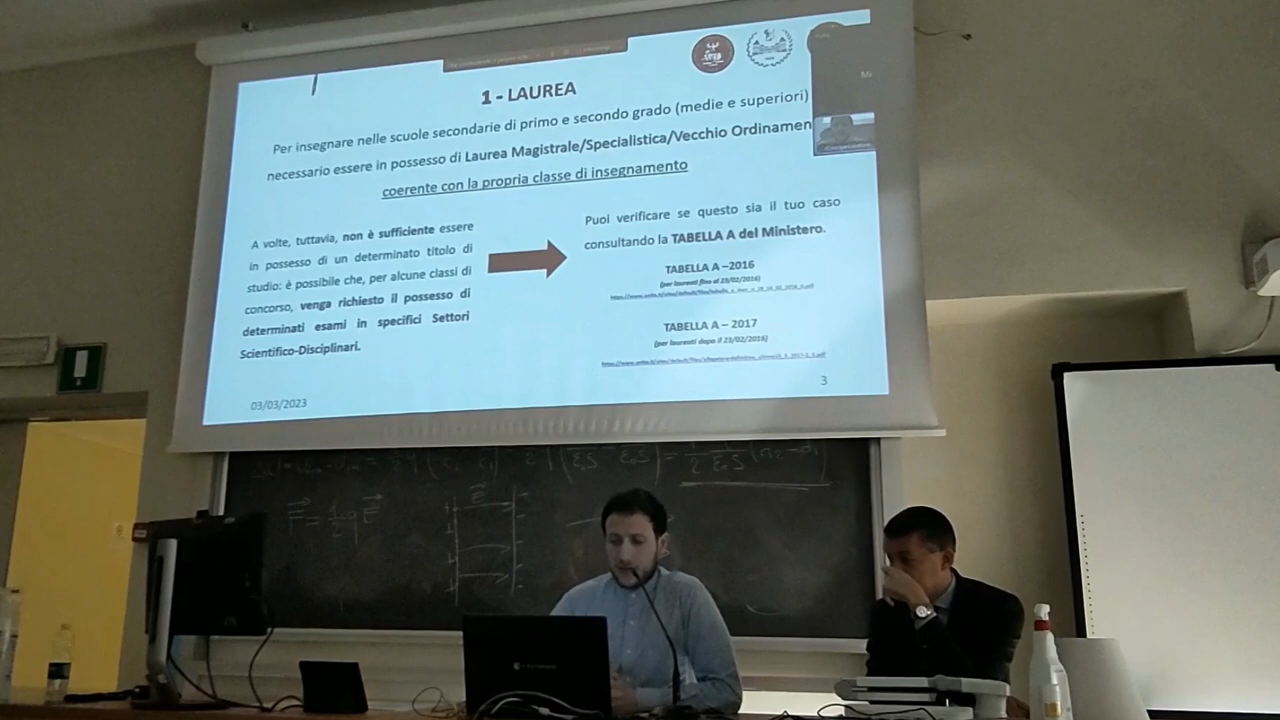 1 - LAUREA
Per insegnare nelle scuole secondarie di primo e secondo grado (medie e superiori)
necessario essere in possesso di Laurea Magistrale/Specialistica/Vecchio Ordinamen
coerente con la propria classe di insegnamento
A volte, tuttavia, non è sufficiente essere
in possesso di un determinato titolo di
studio: è possibile che, per alcune classi di
concorso, venga richiesto il possesso di
determinati esami in specifici Settori
Scientifico-Disciplinari.
Puoi verificare se questo sia il tuo caso
consultando la TABELLA A del Ministero.
TABELLA A –2016
(per laureati fino al 23/02/2016)
TABELLA A – 2017
(per laureati dopo il 23/02/2016)
03/03/2023
3